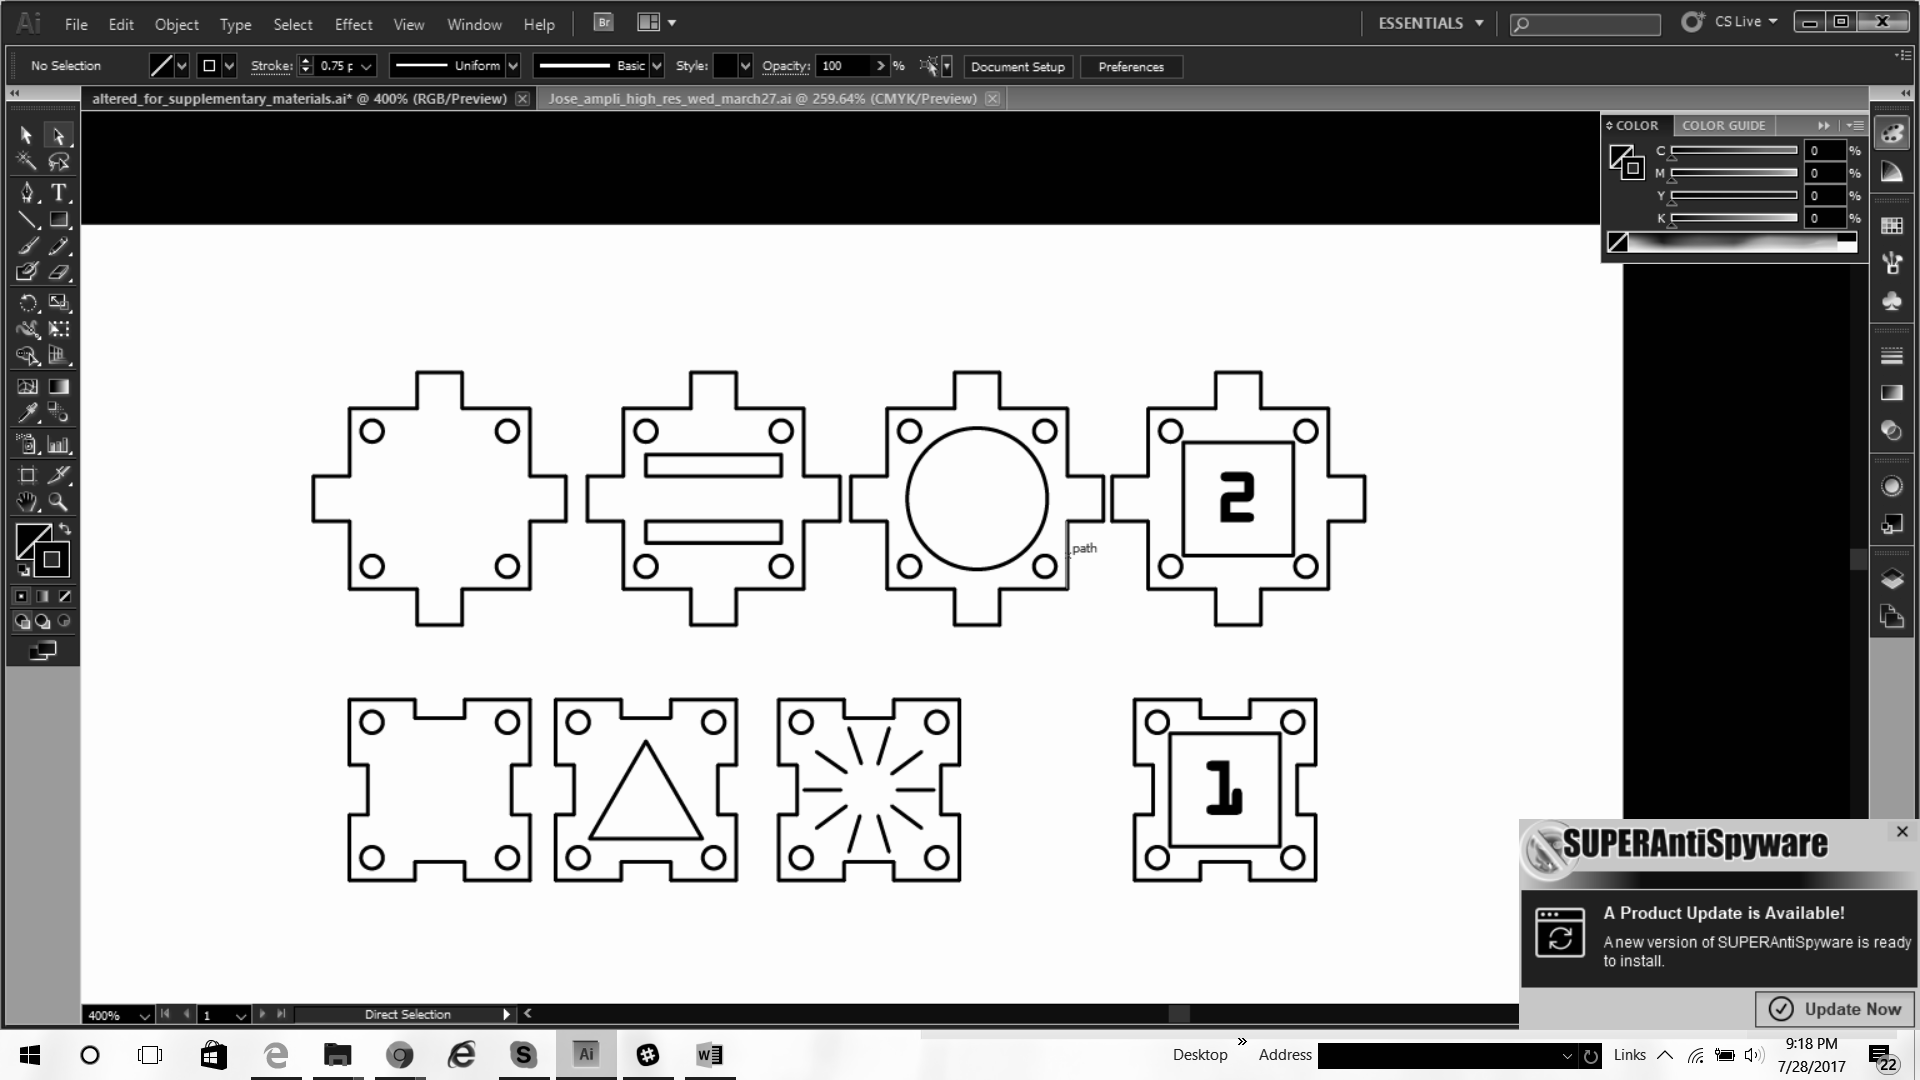 Ai File Edit Object Type Select Effect View Window Help Br ESSENTIALS CS Live
No Selection Stroke: 0.75 p Uniform Basic Style: Opacity: 100 % Document Setup Preferences
altered_for_supplementary_materials.ai* @ 400% (RGB/Preview) Jose_ampli_high_res_wed_march27.ai @ 259.64% (CMYK/Preview)
COLOR COLOR GUIDE
C 0 %
M 0 %
Y 0 %
K 0 %
T
2
path
1
SUPERAntiSpyware
A Product Update is Available!
A new version of SUPERAntiSpyware is ready
to install.
Update Now
400% 1 Direct Selection
Ai
Desktop » Address Links
9:18 PM
7/28/2017
22